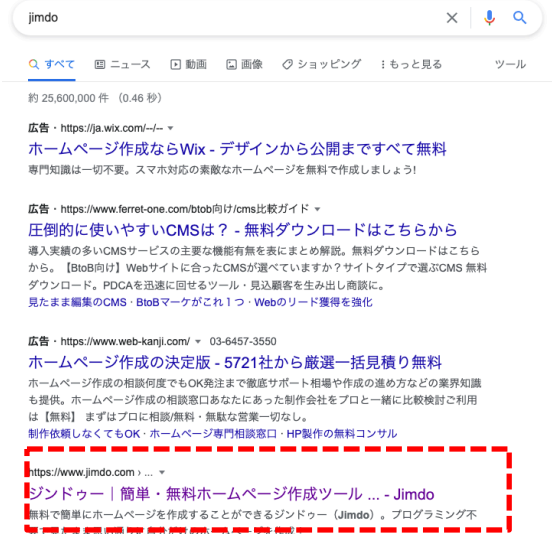 jimdo
すべて ニュース 動画 画像 ショッピング もっと見る ツール
約 25,600,000 件 （0.46 秒）
広告・https://ja.wix.com/--/--
ホームページ作成ならWix - デザインから公開まですべて無料
専門知識は一切不要。スマホ対応の素敵なホームページを無料で作成しましょう!
広告・https://www.ferret-one.com/btob向け/cms比較ガイド
圧倒的に使いやすいCMSは？ - 無料ダウンロードはこちらから
導入実績の多いCMSサービスの主要な機能有無を表にまとめ解説。無料ダウンロードはこちら
から。【BtoB向け】Webサイトに合ったCMSが選べていますか？サイトタイプで選ぶCMS 無料
ダウンロード。PDCAを迅速に回せるツール・見込顧客を生み出し商談に。
見たまま編集のCMS · BtoBマーケがこれ１つ · Webのリード獲得を強化
広告・https://www.web-kanji.com/ 03-6457-3550
ホームページ作成の決定版 - 5721社から厳選一括見積り無料
ホームページ作成の相談何度でもOK発注まで徹底サポート相場や作成の進め方などの業界知識
も提供。ホームページ作成の相談窓口あなたにあった制作会社をプロと一緒に比較検討ご利用
は【無料】 まずはプロに相談/無料・無駄な営業一切なし。
制作依頼しなくてもOK · ホームページ専門相談窓口 · HP製作の無料コンサル
https://www.jimdo.com › ...
ジンドゥー｜簡単・無料ホームページ作成ツール ... - Jimdo
無料で簡単にホームページを作成することができるジンドゥー（Jimdo）。プログラミング不